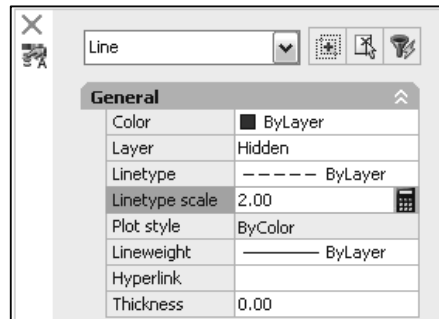 Line
General
Color ByLayer
Layer Hidden
Linetype ByLayer
Linetype scale 2.00
Plot style ByColor
Lineweight ByLayer
Hyperlink
Thickness 0.00